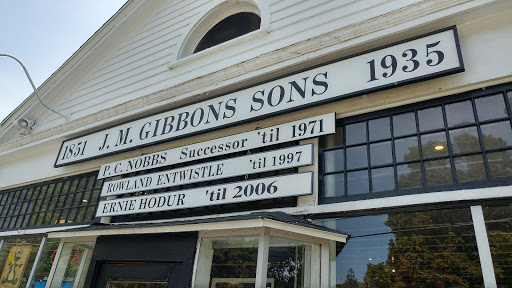 1851 J. M. GIBBONS SONS 1935
P. C. NOBBS Successor 'til 1971
ROWLAND ENTWISTLE 'til 1997
ERNIE HODUR 'til 2006